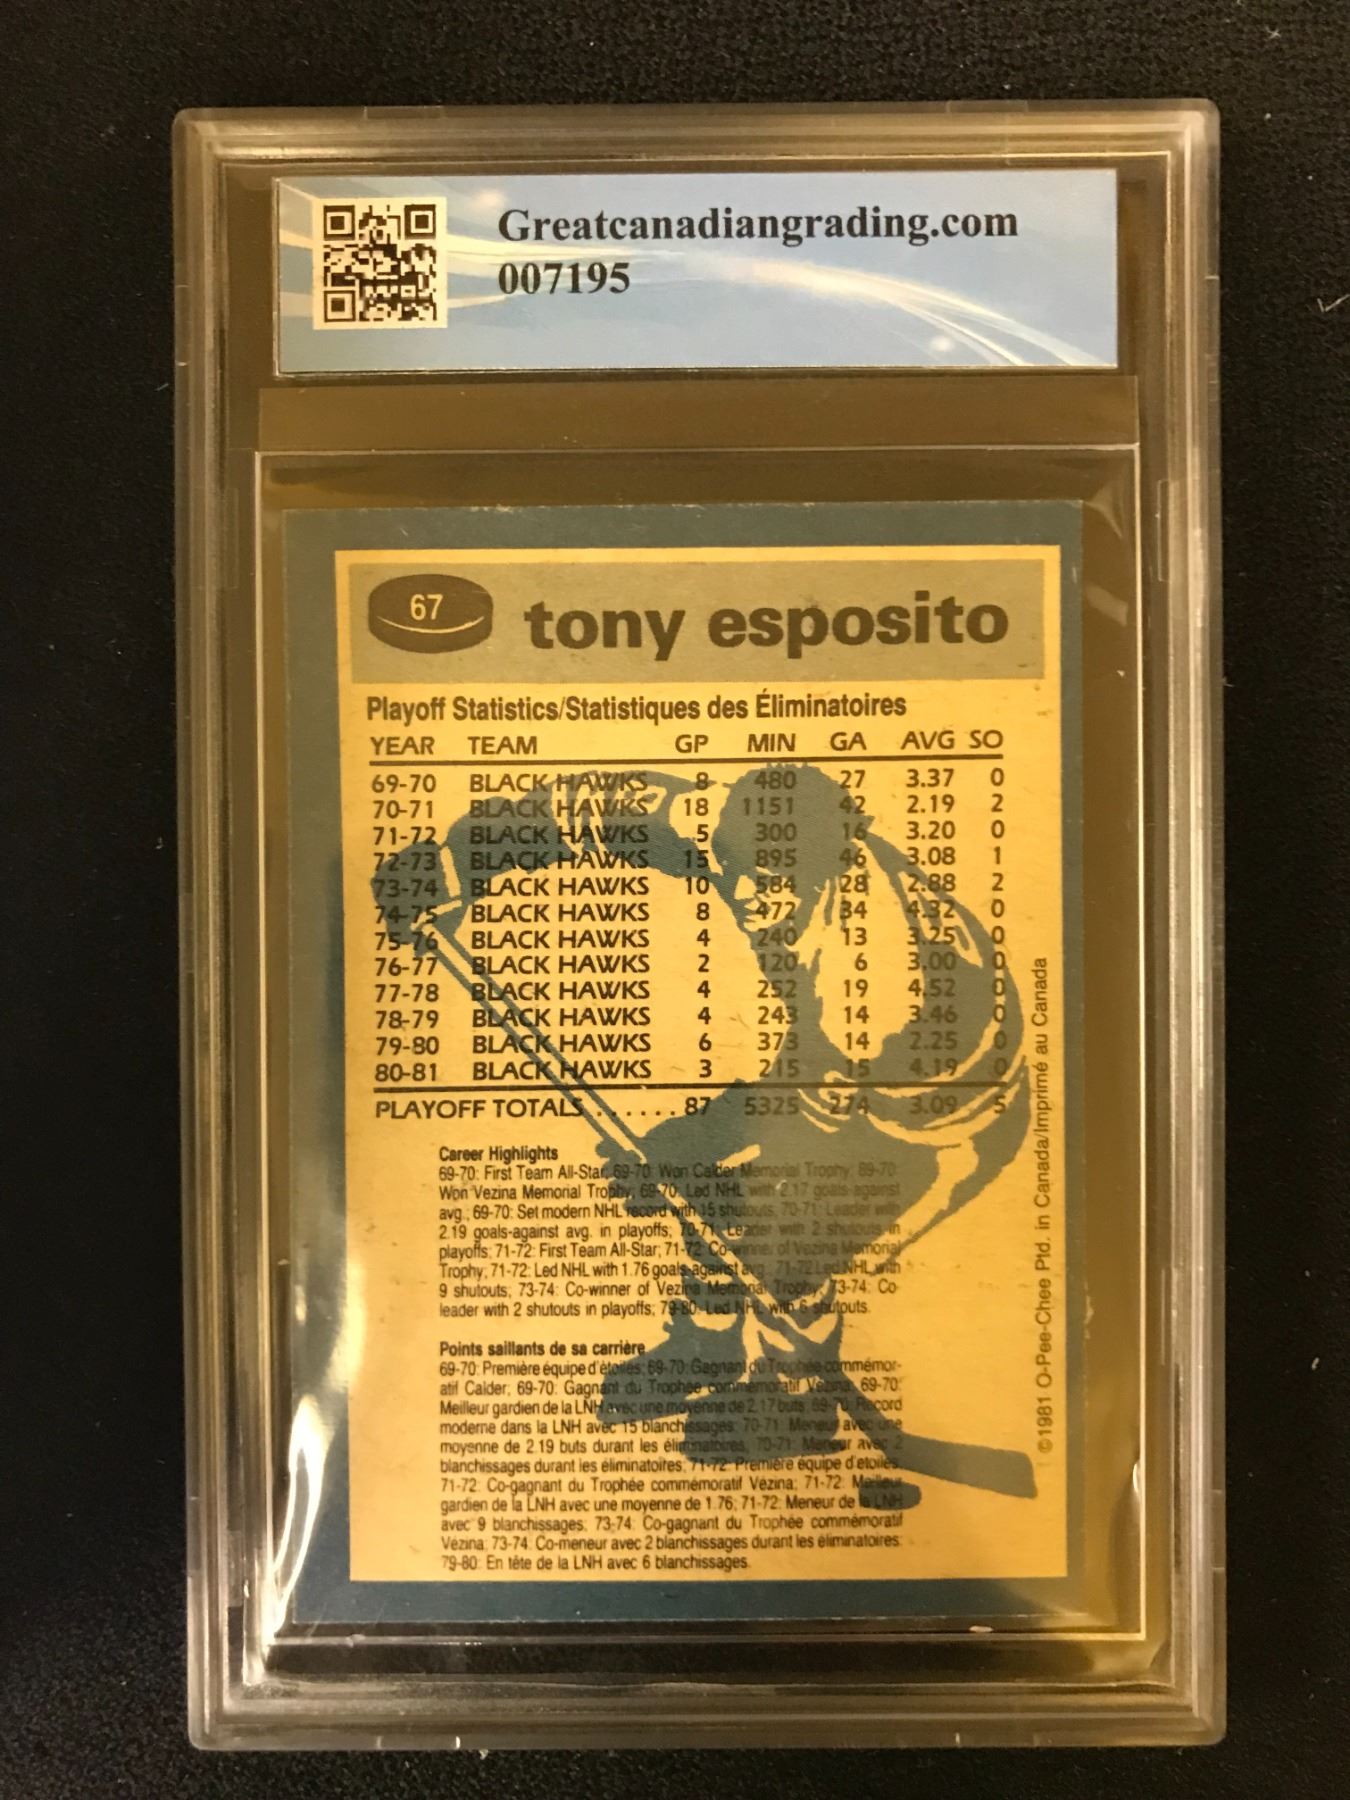 Greatcanadiangrading.com
007195
67 tony esposito
Playoff Statistics/Statistiques des Éliminatoires
YEAR TEAM GP MIN GA AVG SO
69-70 BLACK HAWKS 8 480 27 3.37 0
70-71 BLACK HAWKS 18 1151 42 2.19 2
71-72 BLACK HAWKS 5 300 16 3.20 0
72-73 BLACK HAWKS 15 895 46 3.08 1
73-74 BLACK HAWKS 10 584 28 2.88 2
74-75 BLACK HAWKS 8 472 34 4.32 0
75-76 BLACK HAWKS 4 240 13 3.25 0
76-77 BLACK HAWKS 2 120 6 3.00 0
77-78 BLACK HAWKS 4 252 19 4.52 0
78-79 BLACK HAWKS 4 243 14 3.46 0
79-80 BLACK HAWKS 6 373 14 2.25 0
80-81 BLACK HAWKS 3 215 15 4.19 0
PLAYOFF TOTALS ...... 87 5325 274 3.09 5
Career Highlights
69-70: First Team All-Star; 69-70: Won Calder Memorial Trophy; 69-70:
Won Vezina Memorial Trophy; 69-70: Led NHL with 2.17 goals-against
avg.; 69-70: Set modern NHL record with 15 shutouts; 70-71: Leader with
2.19 goals-against avg. in playoffs; 70-71: Leader with 2 shutouts in
playoffs; 71-72: First Team All-Star; 71-72: Co-winner of Vezina Memorial
Trophy; 71-72: Led NHL with 1.76 goals-against avg.; 71-72 Led NHL with
9 shutouts; 73-74: Co-winner of Vezina Memorial Trophy; 73-74: Co-
leader with 2 shutouts in playoffs; 79-80: Led NHL with 6 shutouts.
Points saillants de sa carrière
69-70: Première équipe d'étoiles; 69-70: Gagnant du Trophée commémor-
atif Calder; 69-70: Gagnant du Trophée commémoratif Vézina; 69-70:
Meilleur gardien de la LNH avec une moyenne de 2.17 buts; 69-70: Record
moderne dans la LNH avec 15 blanchissages; 70-71: Meneur avec une
moyenne de 2.19 buts durant les éliminatoires; 70-71: Meneur avec 2
blanchissages durant les éliminatoires; 71-72: Première équipe d'etoiles;
71-72: Co-gagnant du Trophée commémoratif Vézina; 71-72: Meilleur
gardien de la LNH avec une moyenne de 1.76; 71-72: Meneur de la LNH
avec 9 blanchissages; 73-74: Co-gagnant du Trophée commémoratif
Vézina; 73-74: Co-meneur avec 2 blanchissages durant les éliminatoires;
79-80: En tête de la LNH avec 6 blanchissages.
©1981 O-Pee-Chee Ptd. in Canada/Imprimé au Canada